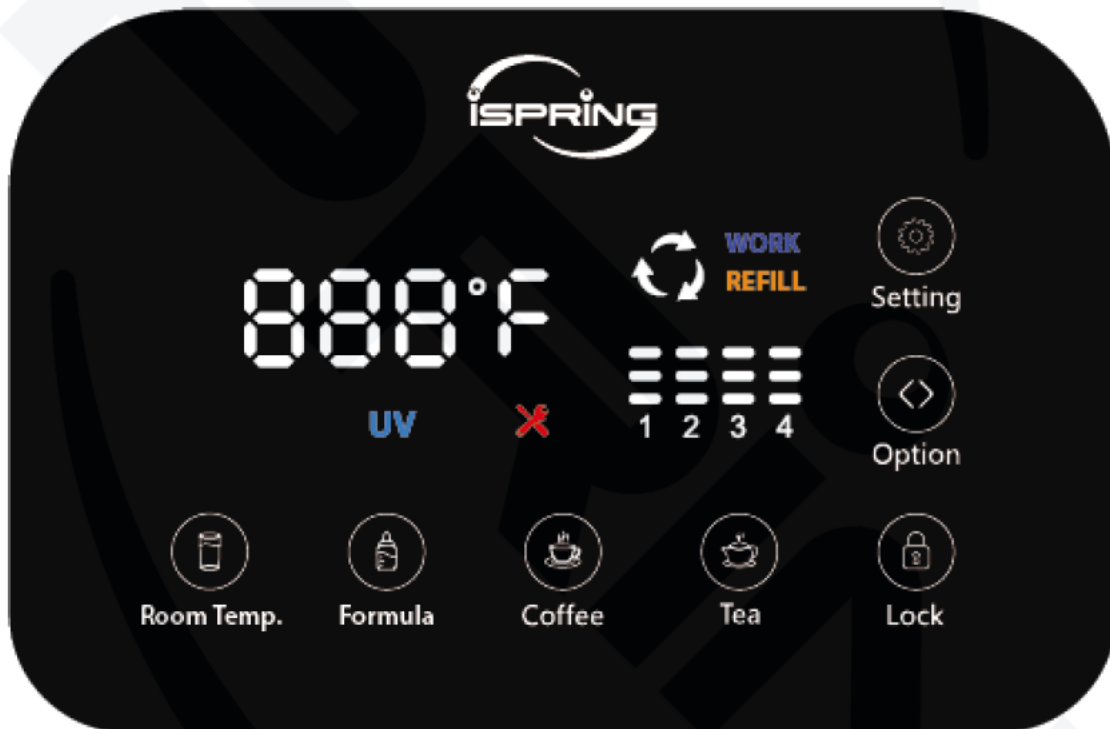 iSPRiNG
WORK
REFILL
888°F
Setting
UV
1 2 3 4
Option
Room Temp.
Formula
Coffee
Tea
Lock